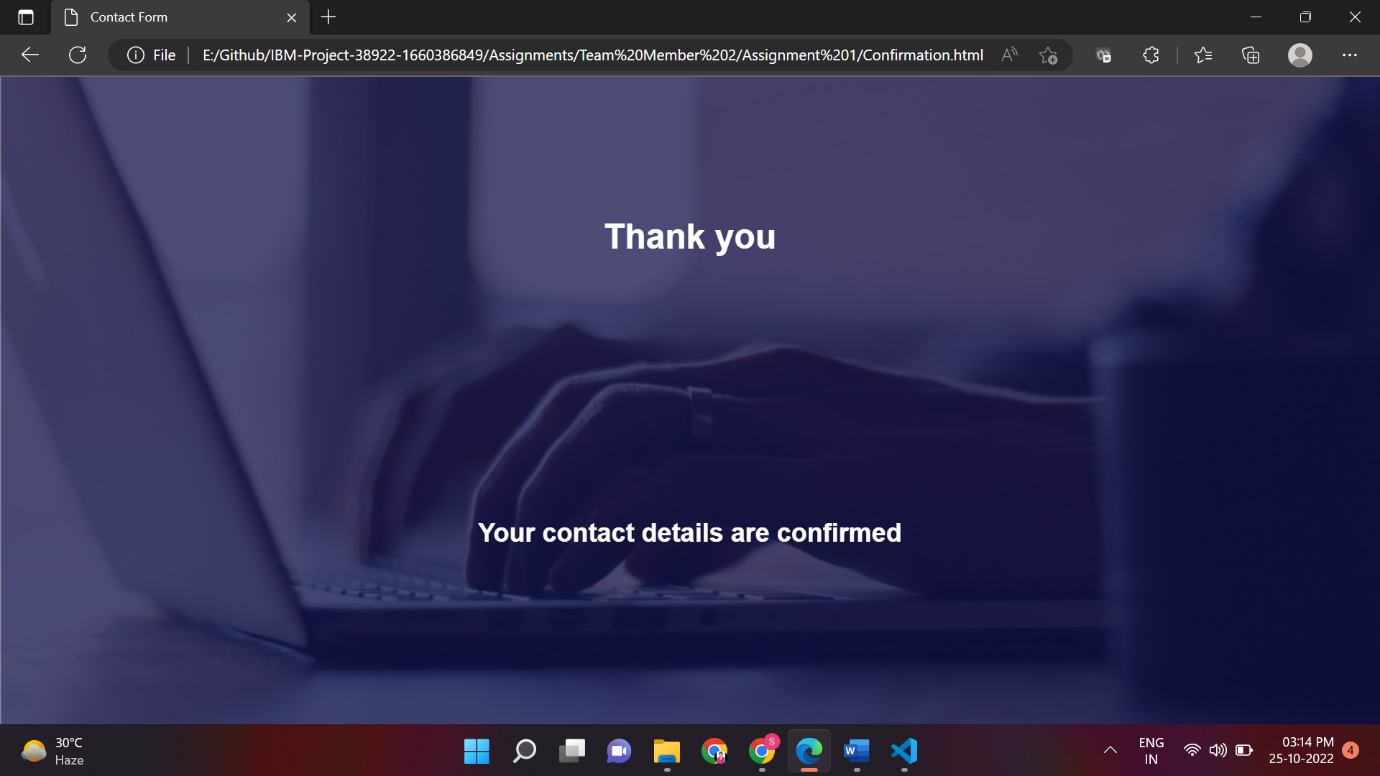 Contact Form
File
E:/Github/IBM-Project-38922-1660386849/Assignments/Team%20Member%202/Assignment%201/Confirmation.html
Thank you
Your contact details are confirmed
30°C
Haze
S
W
ENG
IN
03:14 PM
25-10-2022
4